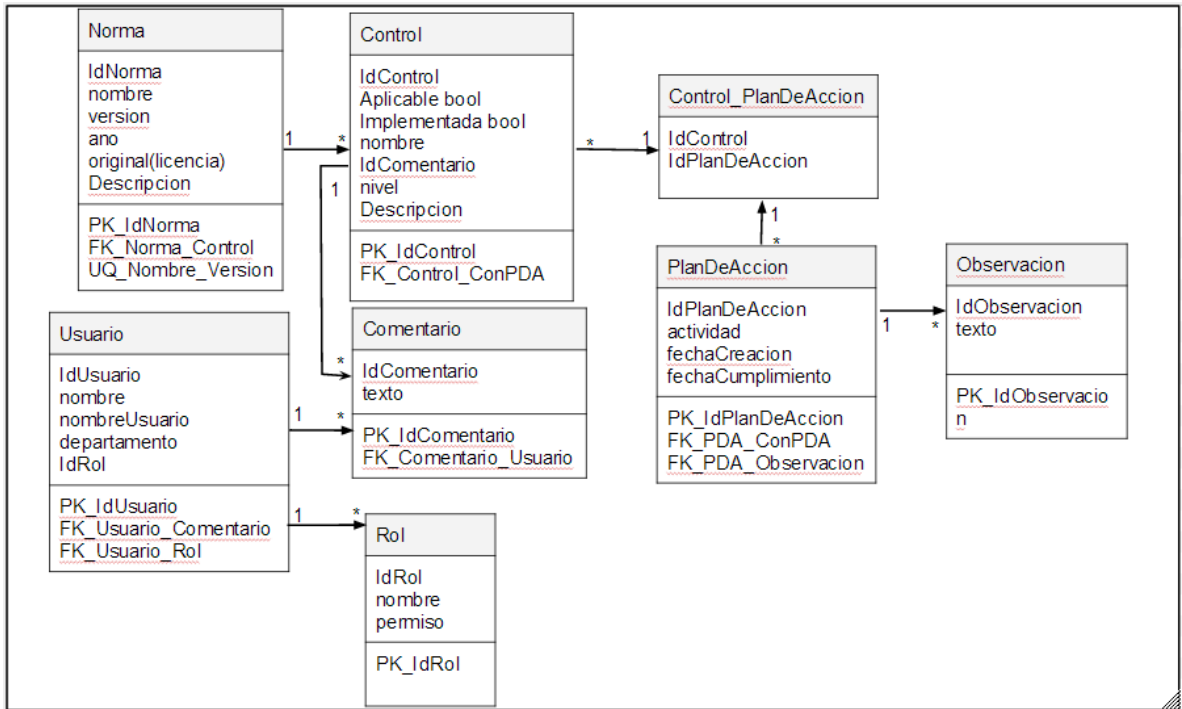 Norma
IdNorma
nombre
version
ano
original(licencia)
Descripcion
PK_IdNorma
FK_Norma_Control
UQ_Nombre_Version
1
*
Control
IdControl
Aplicable bool
Implementada bool
nombre
IdComentario
nivel
Descripcion
PK_IdControl
FK_Control_ConPDA
*
1
Control_PlanDeAccion
IdControl
IdPlanDeAccion
1
*
PlanDeAccion
IdPlanDeAccion
actividad
fechaCreacion
fechaCumplimiento
PK_IdPlanDeAccion
FK_PDA_ConPDA
FK_PDA_Observacion
1
*
Observacion
IdObservacion
texto
PK_IdObservacio
n
Usuario
IdUsuario
nombre
nombreUsuario
departamento
IdRol
PK_IdUsuario
FK_Usuario_Comentario
FK_Usuario_Rol
1
*
1
*
Comentario
IdComentario
texto
PK_IdComentario
FK_Comentario_Usuario
1
*
Rol
IdRol
nombre
permiso
PK_IdRol